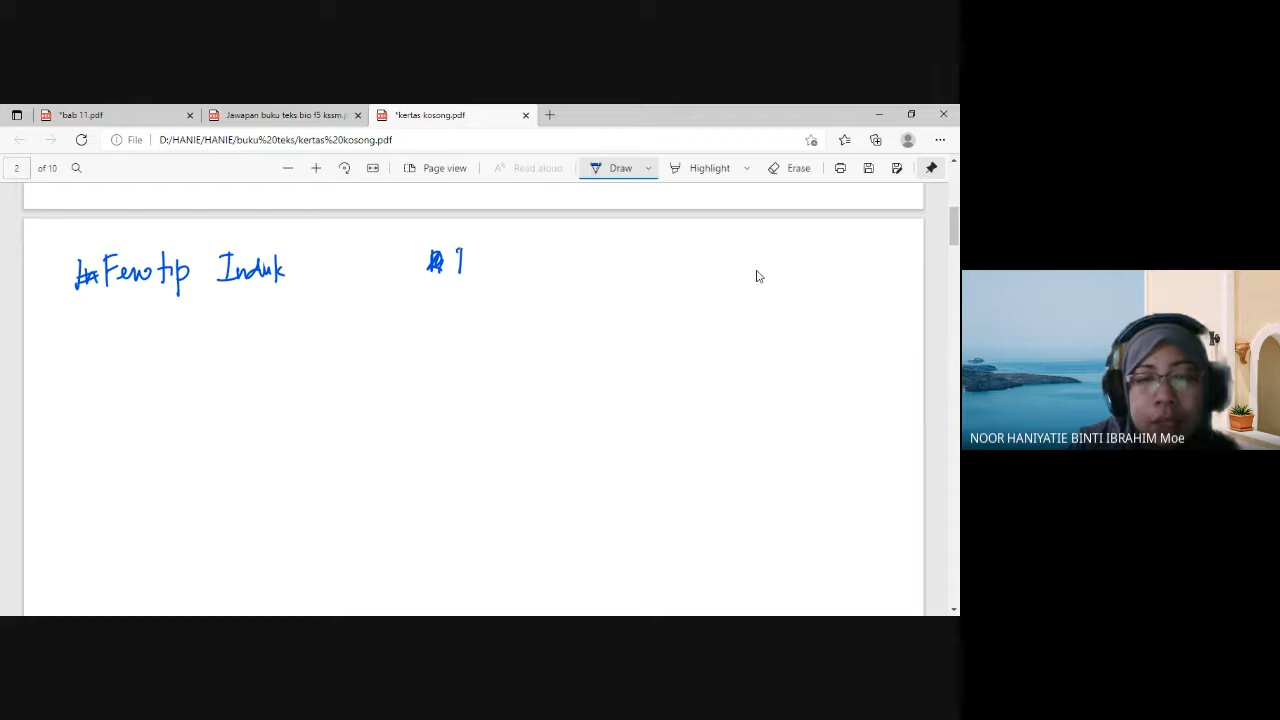 *bab 11.pdf
Jawapan buku teks bio f5 kssm.p
*kertas kosong.pdf
File
D:/HANIE/HANIE/buku%20teks/kertas%20kosong.pdf
2 of 10
Page view
Read aloud
Draw
Highlight
Erase
Fenotip Induk
NOOR HANIYATIE BINTI IBRAHIM Moe